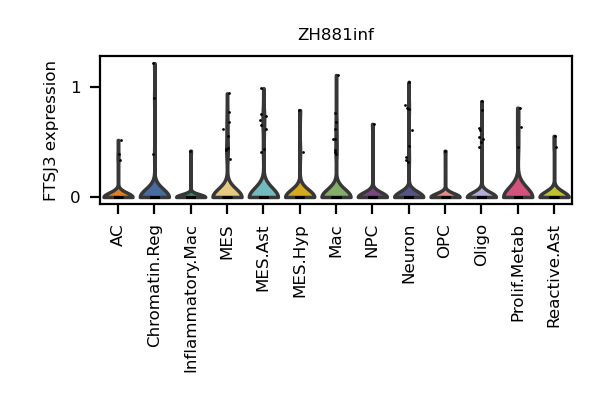 ZH881inf
FTSJ3 expression
1
0
AC
Chromatin.Reg
Inflammatory.Mac
MES
MES.Ast
MES.Hyp
Mac
NPC
Neuron
OPC
Oligo
Prolif.Metab
Reactive.Ast